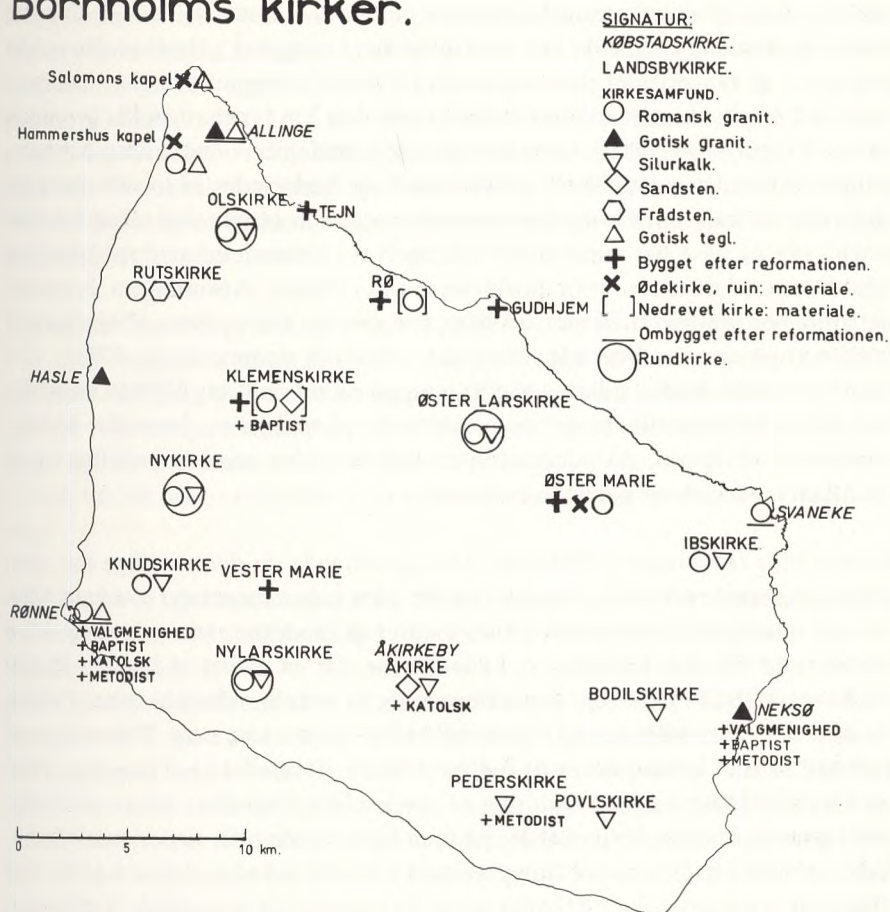 Bornholms kirker.
SIGNATUR:
KØBSTADSKIRKE.
LANDSBYKIRKE.
KIRKESAMFUND.
Romansk granit.
Gotisk granit.
Silurkalk.
Sandsten.
Frådsten.
Gotisk tegl.
Bygget efter reformationen.
Ødekirke, ruin: materiale.
Nedrevet kirke: materiale.
Ombygget efter reformationen.
Rundkirke.
Salomons kapel
Hammershus kapel
ALLINGE
OLSKIRKE
TEJN
RUTSKIRKE
RØ
GUDHJEM
HASLE
KLEMENSKIRKE
+ BAPTIST
ØSTER LARSKIRKE
NYKIRKE
ØSTER MARIE
SVANEKE
IBSKIRKE
KNUDSKIRKE
VESTER MARIE
RØNNE
+VALGMENIGHED
+BAPTIST
+KATOLSK
+METODIST
NYLARSKIRKE
ÅKIRKEBY
ÅKIRKE
+KATOLSK
BODILSKIRKE
NEKSØ
+VALGMENIGHED
+BAPTIST
+METODIST
PEDERSKIRKE
+METODIST
POVLSKIRKE
0 5 10 km.